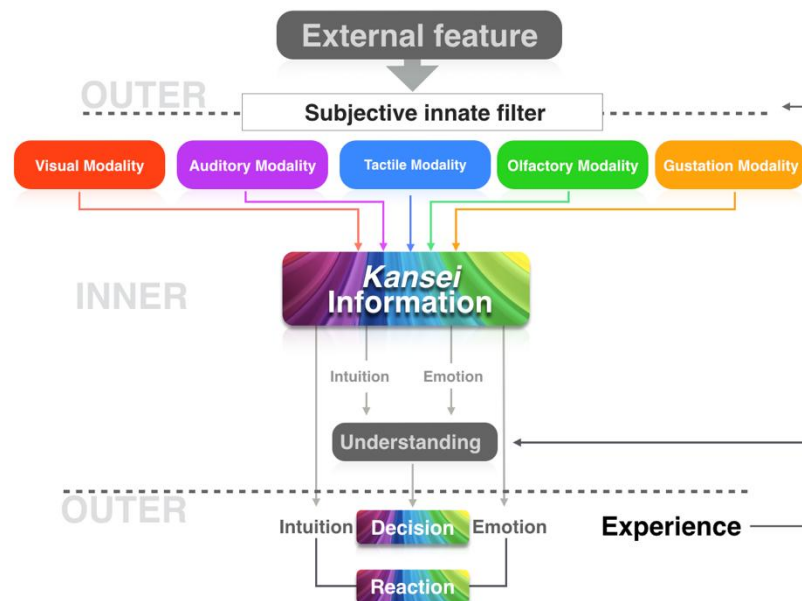 External feature
OUTER
Subjective innate filter
Visual Modality
Auditory Modality
Tactile Modality
Olfactory Modality
Gustation Modality
INNER
Kansei
Information
Intuition
Emotion
Understanding
OUTER
Intuition
Decision
Emotion
Experience
Reaction